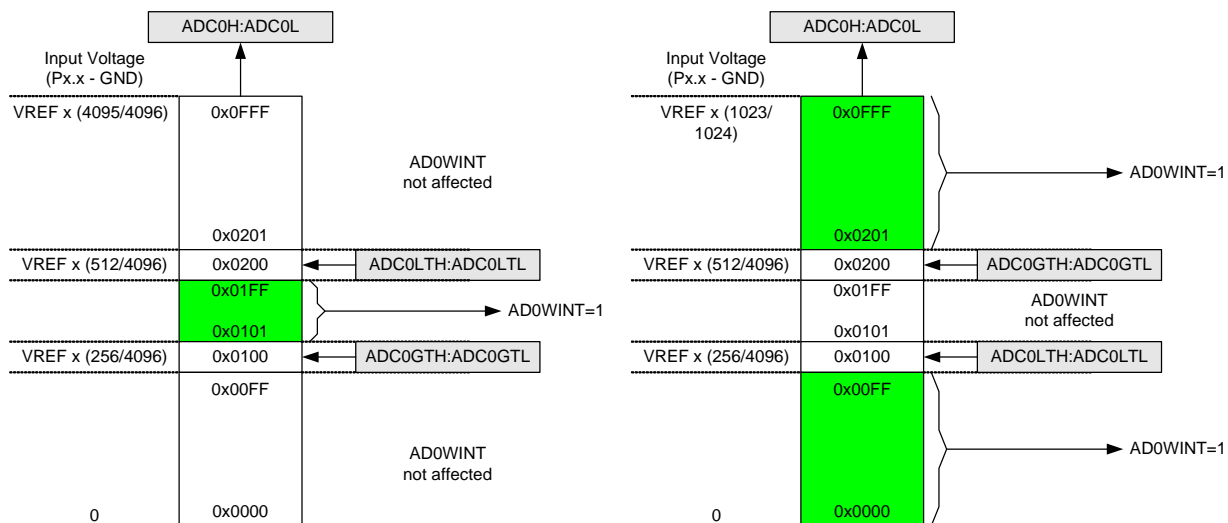 ADC0H:ADC0L
Input Voltage
(Px.x - GND)
VREF x (4095/4096)
0x0FFF
AD0WINT
not affected
0x0201
VREF x (512/4096)
0x0200
ADC0LTH:ADC0LTL
0x01FF
AD0WINT=1
0x0101
VREF x (256/4096)
0x0100
ADC0GTH:ADC0GTL
0x00FF
AD0WINT
not affected
0
0x0000
ADC0H:ADC0L
Input Voltage
(Px.x - GND)
VREF x (1023/
1024)
0x0FFF
AD0WINT=1
0x0201
VREF x (512/4096)
0x0200
ADC0GTH:ADC0GTL
0x01FF
AD0WINT
not affected
0x0101
VREF x (256/4096)
0x0100
ADC0LTH:ADC0LTL
0x00FF
AD0WINT=1
0
0x0000